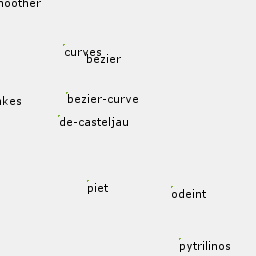 moother
curves
bezier
bezier-curve
akes
de-casteljau
piet
odeint
pytrilinos